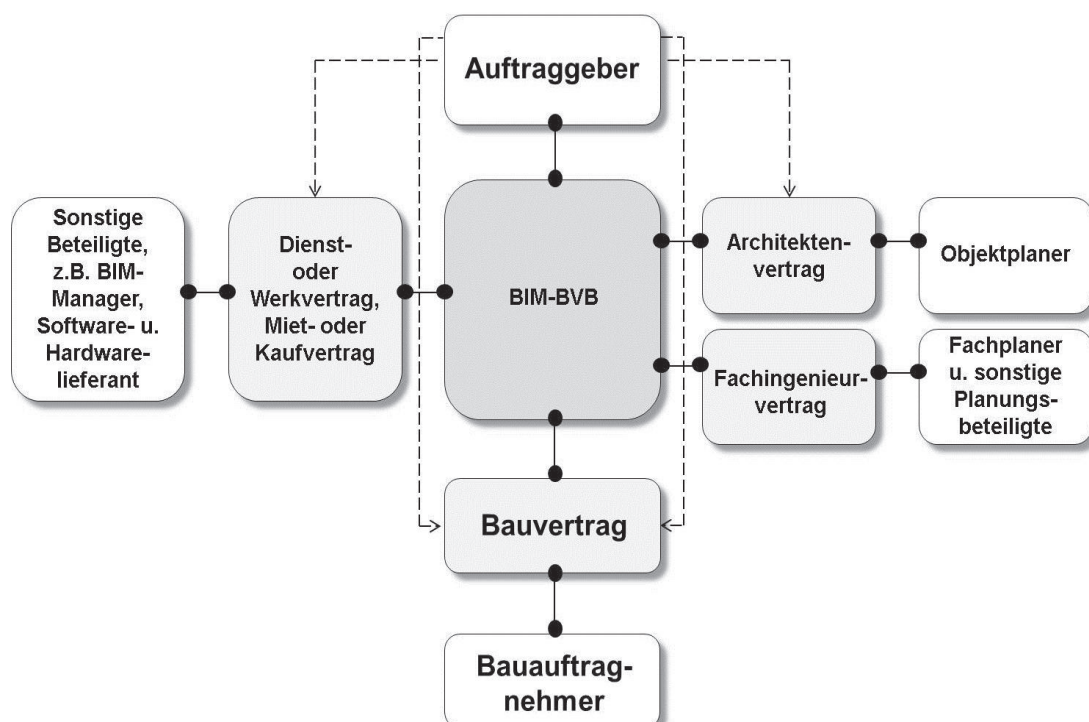 Auftraggeber
Sonstige
Beteiligte,
z.B. BIM-
Manager,
Software- u.
Hardware-
lieferant
Dienst-
oder
Werkvertrag,
Miet- oder
Kaufvertrag
BIM-BVB
Architekten-
vertrag
Objektplaner
Fachingenieur-
vertrag
Fachplaner
u. sonstige
Planungs-
beteiligte
Bauvertrag
Bauauftrag-
nehmer